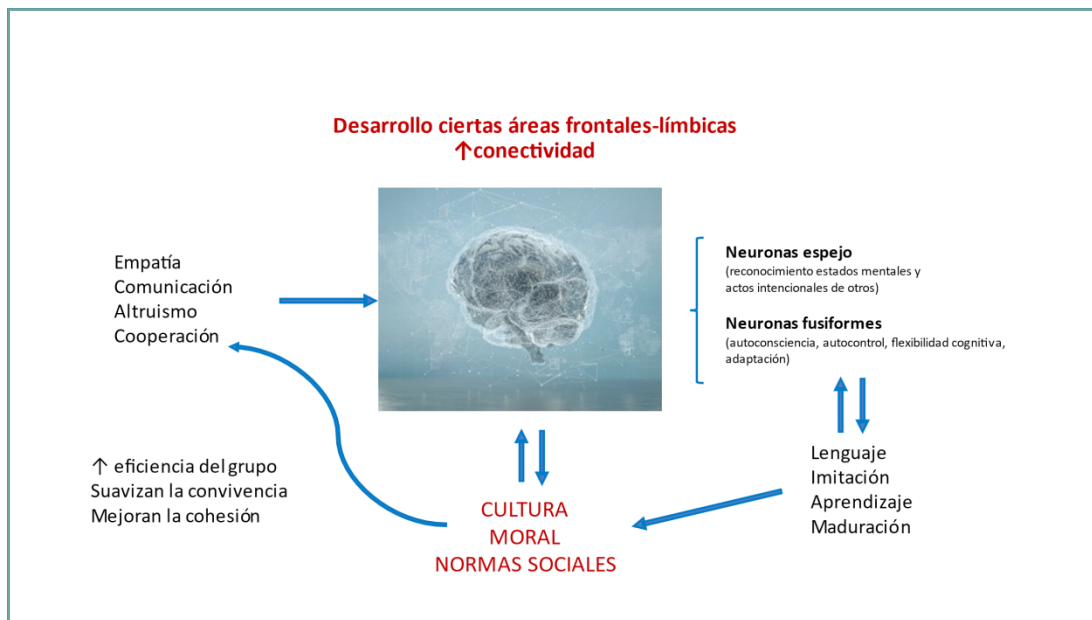 Desarrollo ciertas áreas frontales-límbicas
↑conectividad
Empatía
Comunicación
Altruismo
Cooperación
Neuronas espejo
(reconocimiento estados mentales y
actos intencionales de otros)
Neuronas fusiformes
(autoconsciencia, autocontrol, flexibilidad cognitiva,
adaptación)
↑ eficiencia del grupo
Suavizan la convivencia
Mejoran la cohesión
CULTURA
MORAL
NORMAS SOCIALES
Lenguaje
Imitación
Aprendizaje
Maduración